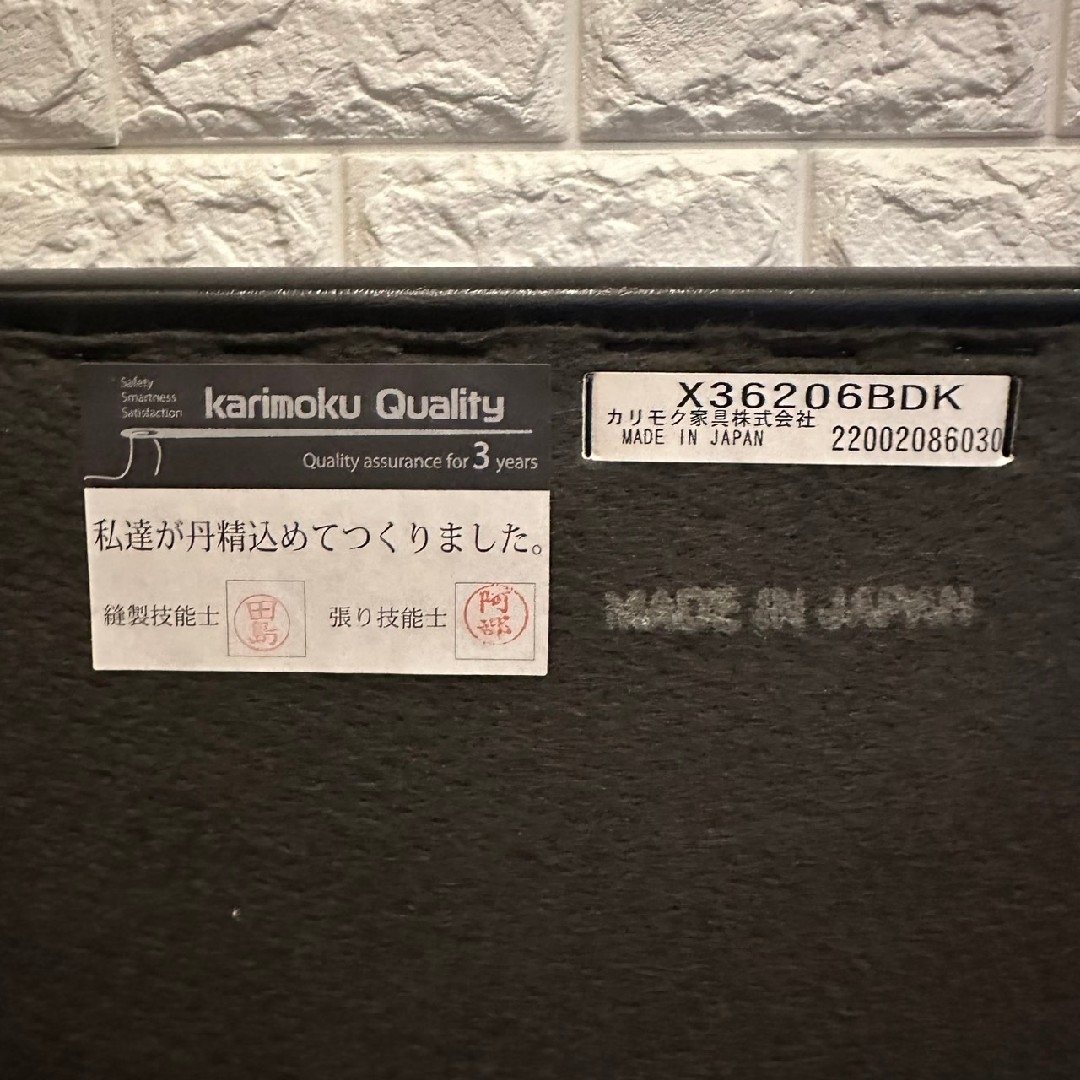 Safety
Smartness
Satisfaction
karimoku Quality
Quality assurance for 3 years
私達が丹精込めてつくりました。
縫製技能士 田島 張り技能士 阿部
X36206BDK
カリモク家具株式会社
MADE IN JAPAN 22002086030
MADE IN JAPAN